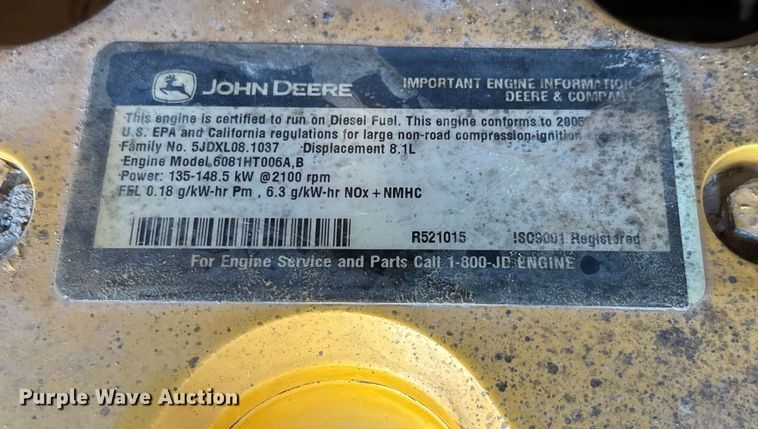 JOHN DEERE
IMPORTANT ENGINE INFORMATION
DEERE & COMPANY
This engine is certified to run on Diesel Fuel. This engine conforms to 2005
U.S. EPA and California regulations for large non-road compression-ignition
Family No. 5JDXL08.1037 Displacement 8.1L
Engine Model 6081HT006A,B
Power: 135-148.5 kW @2100 rpm
FEL 0.18 g/kW-hr Pm , 6.3 g/kW-hr NOx+NMHC
R521015 ISO9001 Registered
For Engine Service and Parts Call 1-800-JD ENGINE
Purple Wave Auction